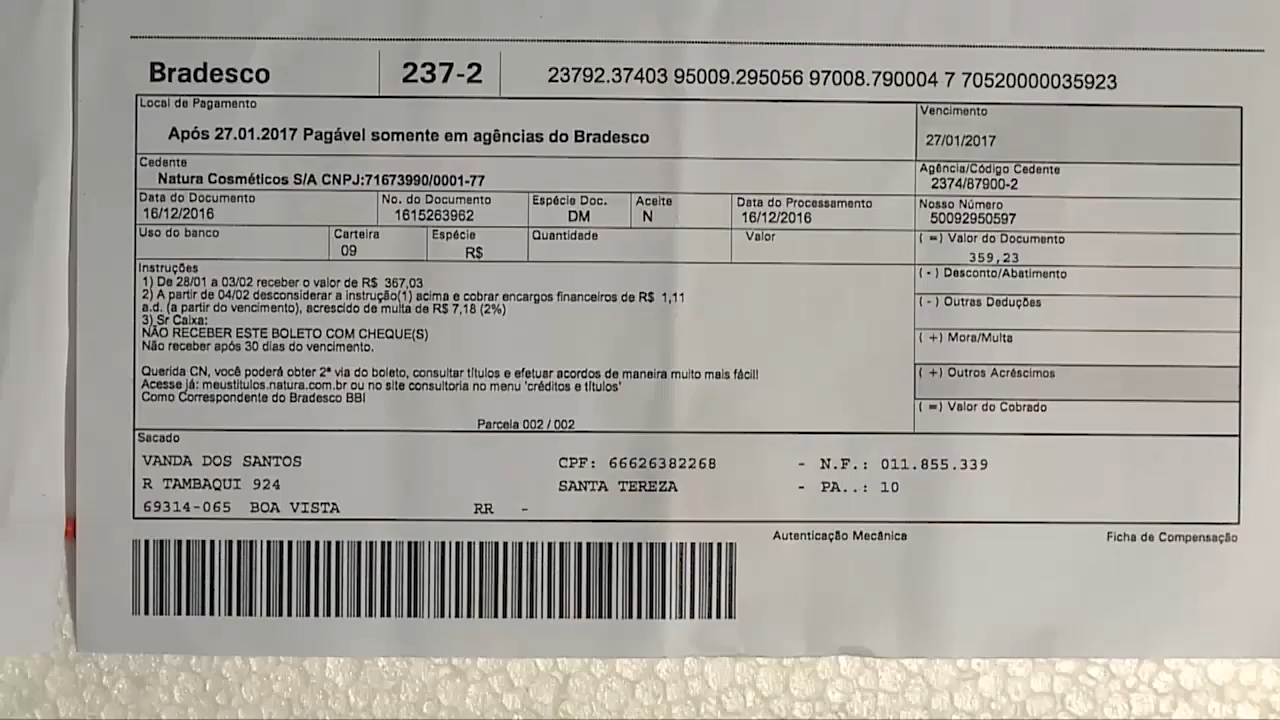 Bradesco 237-2 23792.37403 95009.295056 97008.790004 7 70520000035923
Local de Pagamento
Após 27.01.2017 Pagável somente em agências do Bradesco
Vencimento
27/01/2017
Cedente
Natura Cosméticos S/A CNPJ:71673990/0001-77
Agência/Código Cedente
2374/87900-2
Data do Documento No. do Documento Espécie Doc. Aceite Data do Processamento Nosso Número
16/12/2016 1615263962 DM N 16/12/2016 50092950597
Uso do banco Carteira Espécie Quantidade Valor ( = ) Valor do Documento
09 R$ 359,23
Instruções
1) De 28/01 a 03/02 receber o valor de R$ 367,03
2) A partir de 04/02 desconsiderar a instrução(1) acima e cobrar encargos financeiros de R$ 1,11
a.d. (a partir do vencimento), acrescido de multa de R$ 7,18 (2%)
3) Sr Caixa:
NÃO RECEBER ESTE BOLETO COM CHEQUE(S)
Não receber após 30 dias do vencimento.
Querida CN, você poderá obter 2ª via do boleto, consultar títulos e efetuar acordos de maneira muito mais fácil!
Acesse já: meustitulos.natura.com.br ou no site consultoria no menu 'créditos e títulos'
Como Correspondente do Bradesco BBI
Parcela 002 / 002
( - ) Desconto/Abatimento
( - ) Outras Deduções
( + ) Mora/Multa
( + ) Outros Acréscimos
( = ) Valor do Cobrado
Sacado
VANDA DOS SANTOS CPF: 66626382268 - N.F.: 011.855.339
R TAMBAQUI 924 SANTA TEREZA - PA..: 10
69314-065 BOA VISTA RR -
Autenticação Mecânica Ficha de Compensação